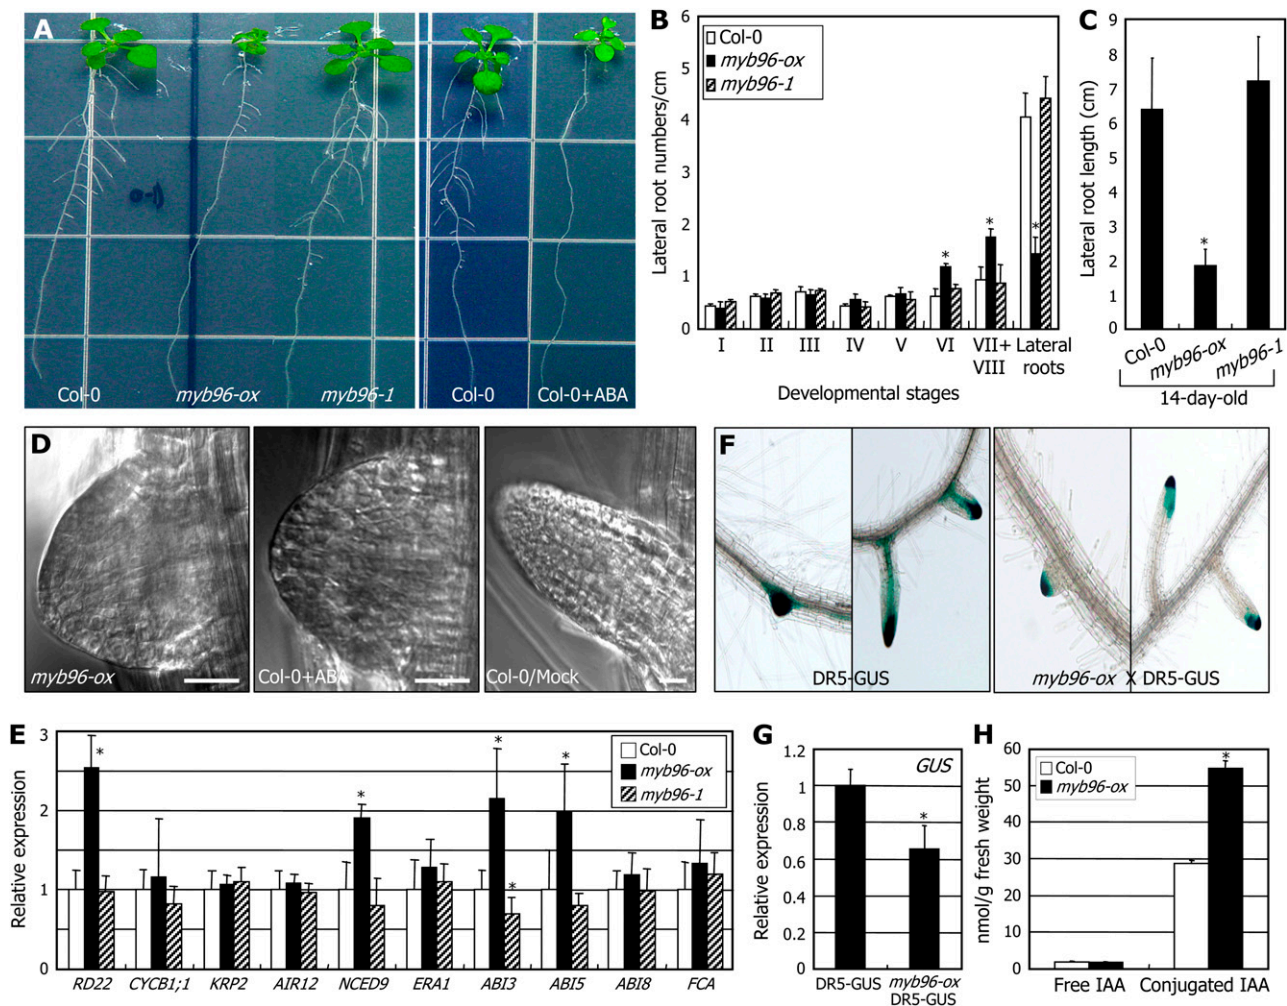 A
Col-0
myb96-ox
myb96-1
Col-0
Col-0+ABA
B
Lateral root numbers/cm
6
5
4
3
2
1
0
Col-0
myb96-ox
myb96-1
*
*
*
I
II
III
IV
V
VI
VII+
VIII
Lateral
roots
Developmental stages
C
Lateral root length (cm)
9
8
7
6
5
4
3
2
1
0
*
Col-0
myb96-ox
myb96-1
14-day-old
D
myb96-ox
Col-0+ABA
Col-0/Mock
F
DR5-GUS
myb96-ox X DR5-GUS
E
Relative expression
3
2
1
0
Col-0
myb96-ox
myb96-1
*
*
*
*
*
RD22
CYCB1;1
KRP2
AIR12
NCED9
ERA1
ABI3
ABI5
ABI8
FCA
G
GUS
Relative expression
1.2
1
0.8
0.6
0.4
0.2
0
*
DR5-GUS
myb96-ox
DR5-GUS
H
nmol/g fresh weight
60
50
40
30
20
10
0
Col-0
myb96-ox
*
Free IAA
Conjugated IAA